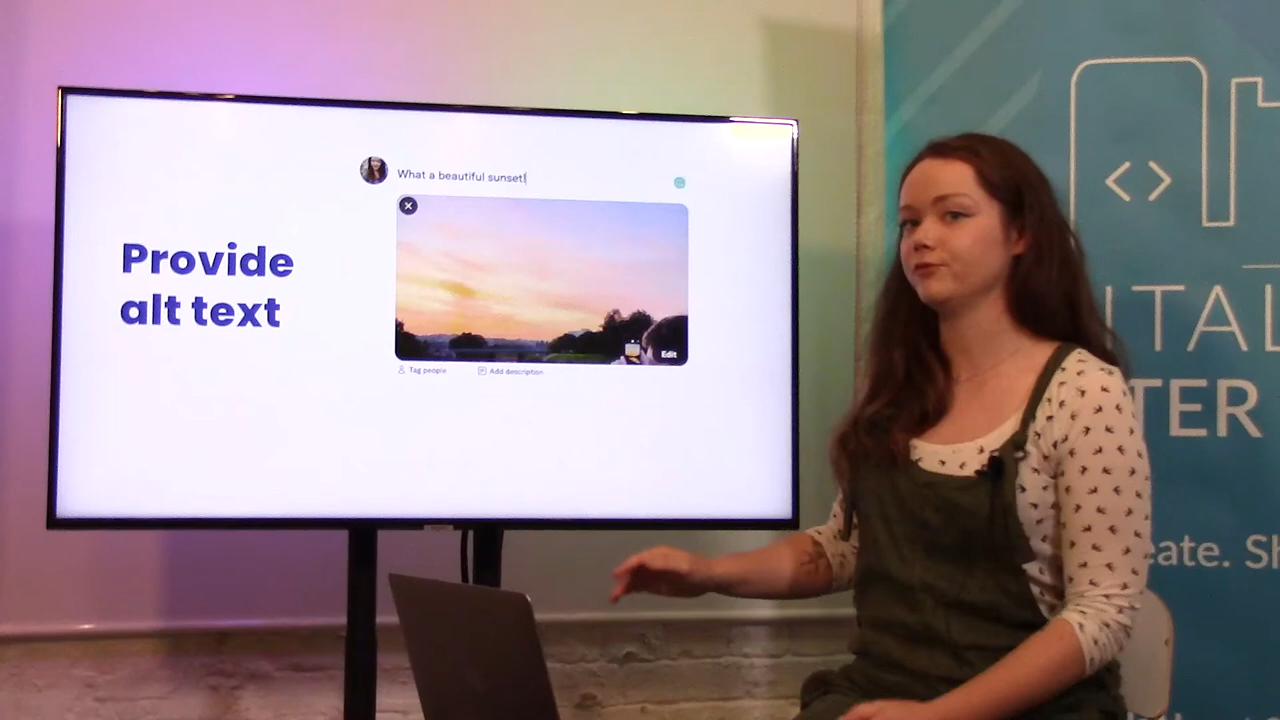 What a beautiful sunset!
Provide
alt text
Edit
Tag people
Add description
ITAL
TER
eate. Sh